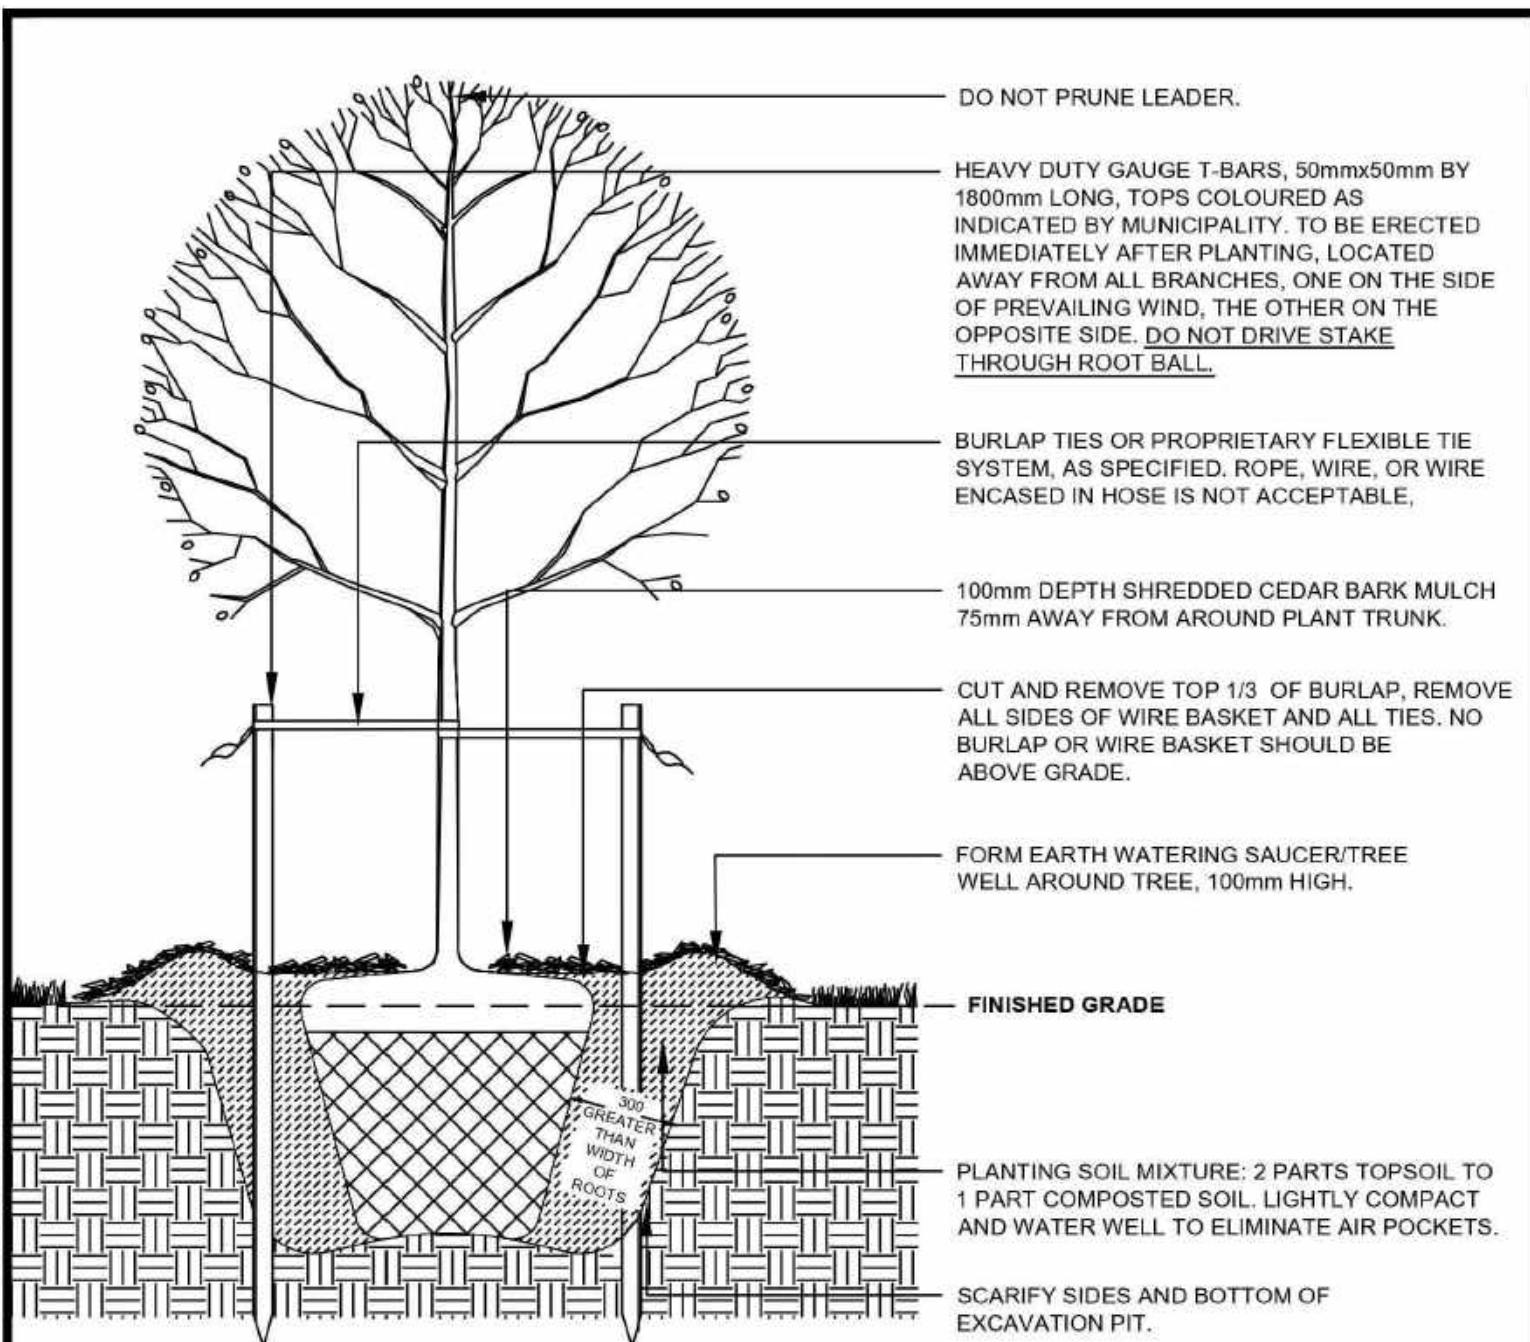 DO NOT PRUNE LEADER.
HEAVY DUTY GAUGE T-BARS, 50mmx50mm BY
1800mm LONG, TOPS COLOURED AS
INDICATED BY MUNICIPALITY. TO BE ERECTED
IMMEDIATELY AFTER PLANTING, LOCATED
AWAY FROM ALL BRANCHES, ONE ON THE SIDE
OF PREVAILING WIND, THE OTHER ON THE
OPPOSITE SIDE. DO NOT DRIVE STAKE
THROUGH ROOT BALL.
BURLAP TIES OR PROPRIETARY FLEXIBLE TIE
SYSTEM, AS SPECIFIED. ROPE, WIRE, OR WIRE
ENCASED IN HOSE IS NOT ACCEPTABLE,
100mm DEPTH SHREDDED CEDAR BARK MULCH
75mm AWAY FROM AROUND PLANT TRUNK.
CUT AND REMOVE TOP 1/3 OF BURLAP, REMOVE
ALL SIDES OF WIRE BASKET AND ALL TIES. NO
BURLAP OR WIRE BASKET SHOULD BE
ABOVE GRADE.
FORM EARTH WATERING SAUCER/TREE
WELL AROUND TREE, 100mm HIGH.
FINISHED GRADE
300
GREATER
THAN
WIDTH
OF
ROOTS
PLANTING SOIL MIXTURE: 2 PARTS TOPSOIL TO
1 PART COMPOSTED SOIL. LIGHTLY COMPACT
AND WATER WELL TO ELIMINATE AIR POCKETS.
SCARIFY SIDES AND BOTTOM OF
EXCAVATION PIT.